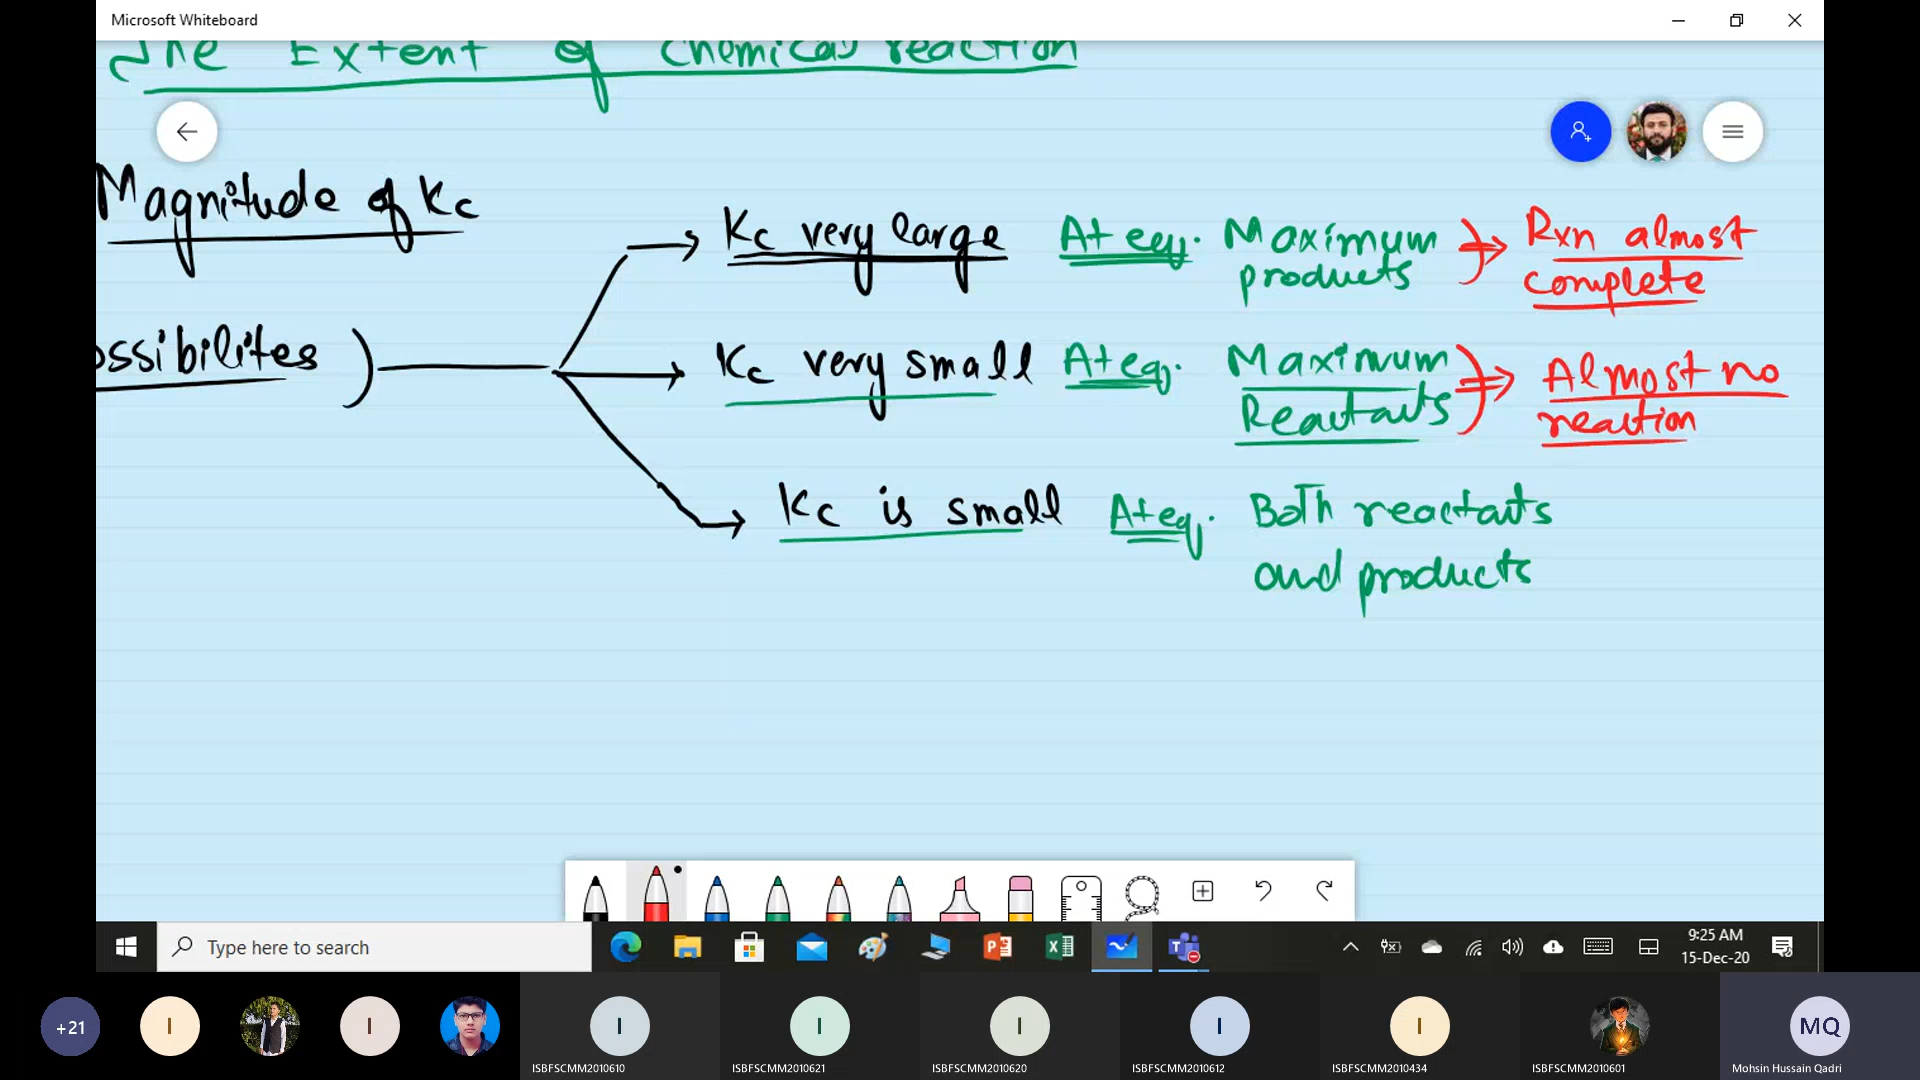 Microsoft Whiteboard
The Extent of Chemical reaction
Magnitude of Kc
ossibilites )
Kc very large At eq. Maximum products Rxn almost complete
Kc very small At eq. Maximum Reactants Almost no reaction
Kc is small At eq. Both reactants
and products
Type here to search
9:25 AM
15-Dec-20
+21
I
I
I
I
I
I
I
MQ
ISBFSCMM2010610
ISBFSCMM2010621
ISBFSCMM2010620
ISBFSCMM2010612
ISBFSCMM2010434
ISBFSCMM2010601
Mohsin Hussain Qadri